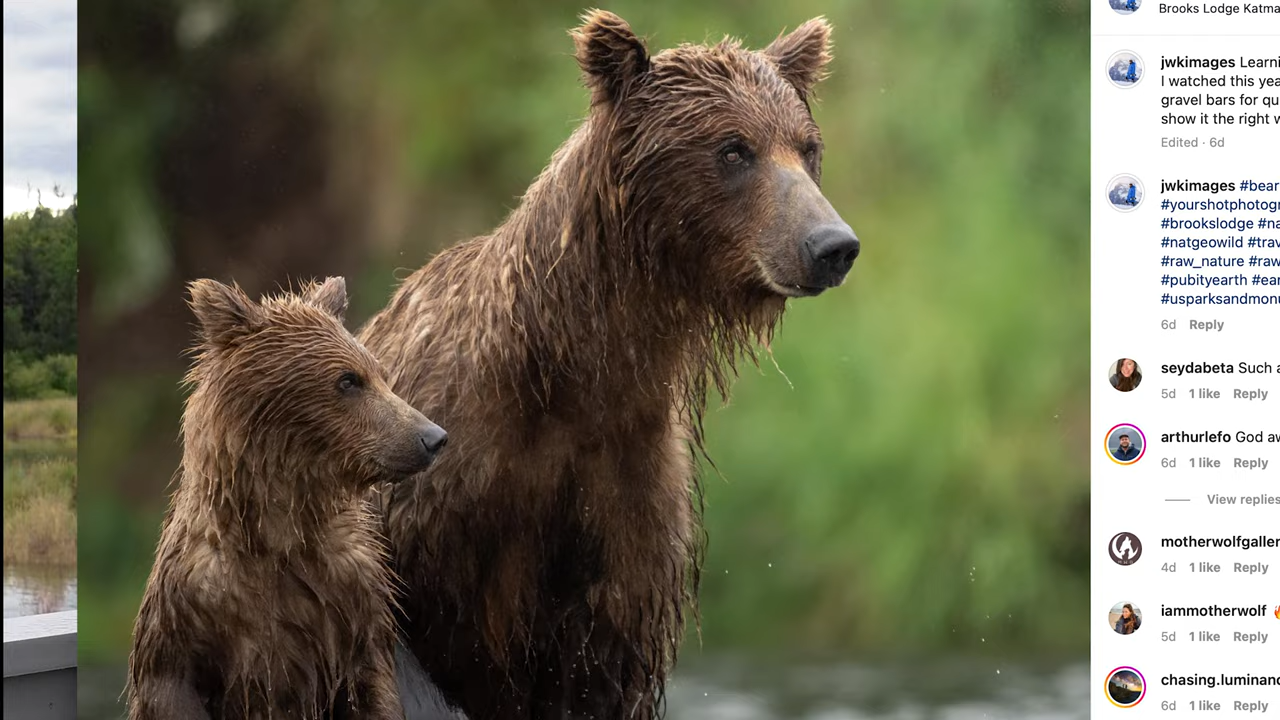 Brooks Lodge Katma
jwkimages Learni
I watched this yea
gravel bars for qu
show it the right w
Edited · 6d
jwkimages #bear
#yourshotphotogr
#brookslodge #na
#natgeowild #trav
#raw_nature #raw
#pubityearth #ear
#usparksandmonu
6d Reply
seydabeta Such a
5d 1 like Reply
arthurlefo God aw
6d 1 like Reply
View replies
motherwolfgaller
4d 1 like Reply
iammotherwolf
5d 1 like Reply
chasing.luminanc
6d 1 like Reply